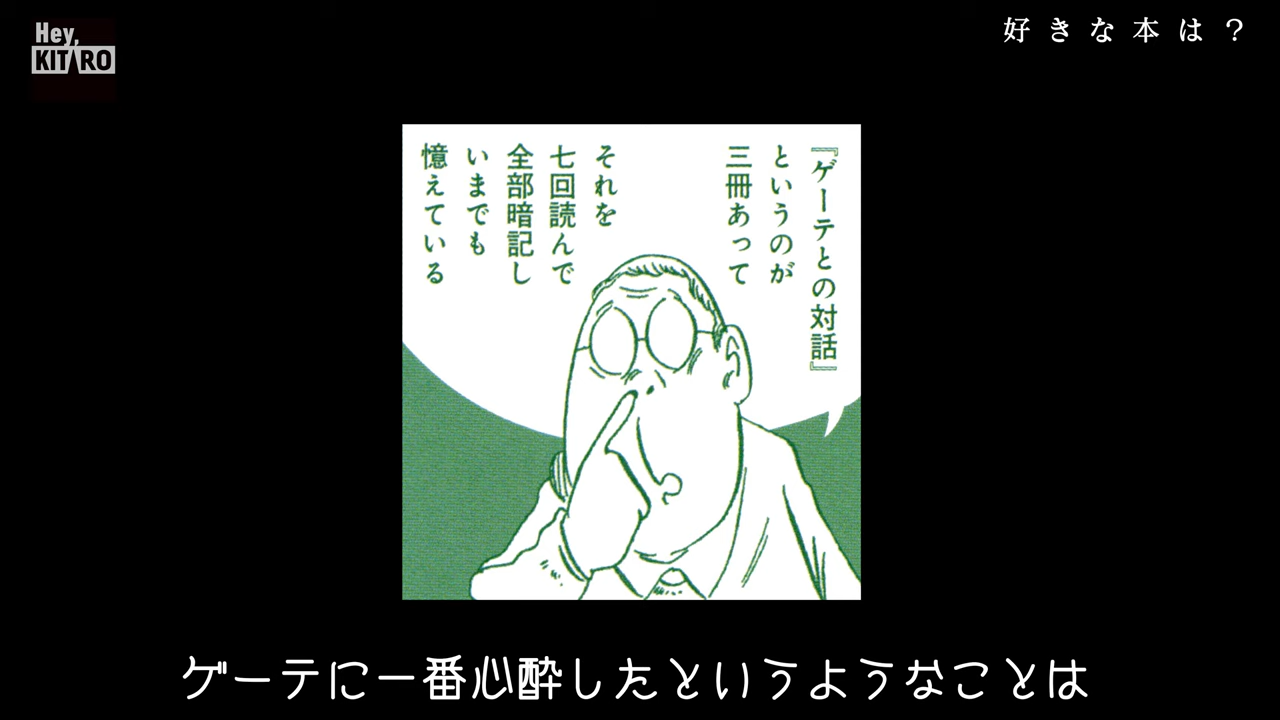 Hey,
KITARO
好きな本は？
『ゲーテとの対話』
というのが
三冊あって
それを
七回読んで
全部暗記し
いまでも
憶えている
ゲーテに一番心酔したというようなことは